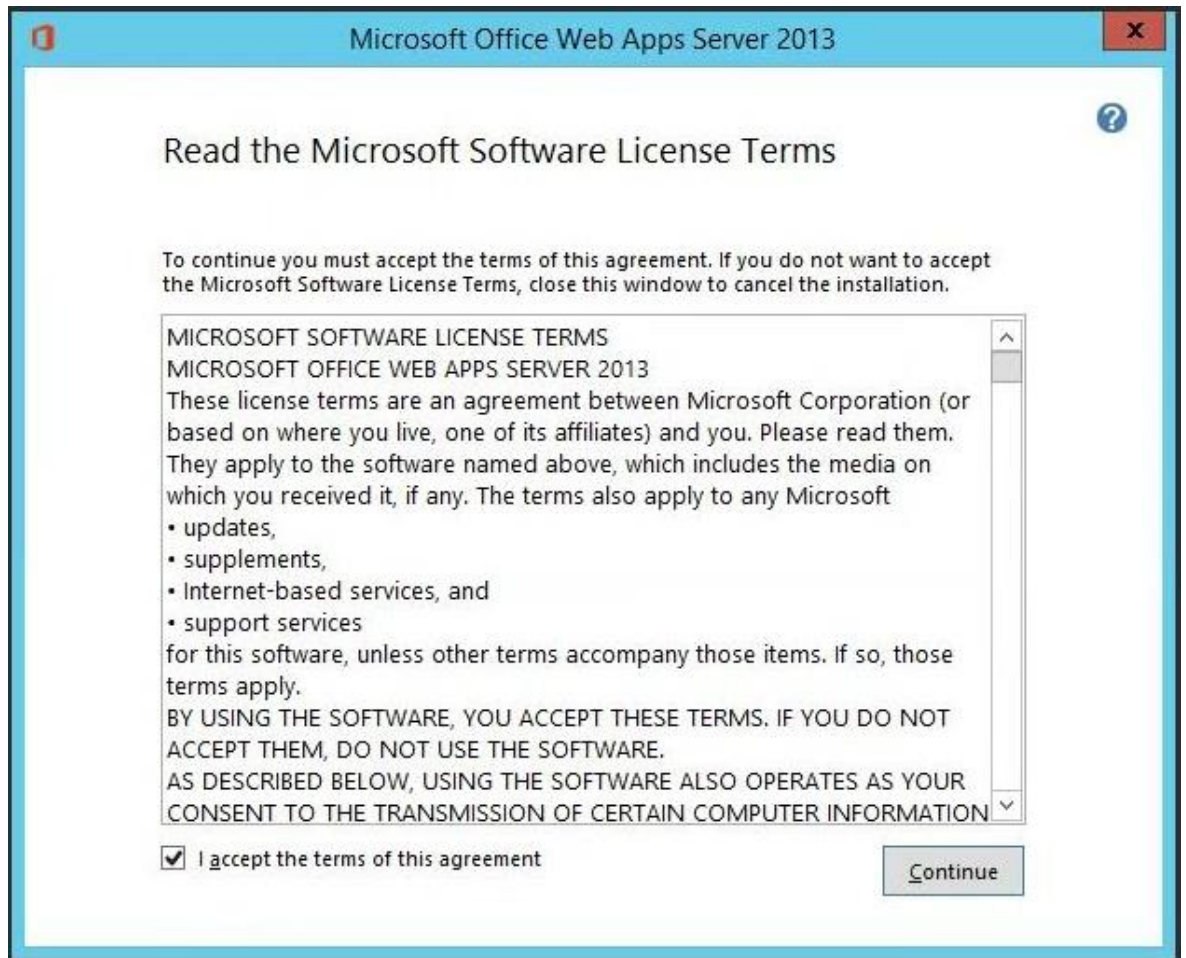 Microsoft Office Web Apps Server 2013
x
?
Read the Microsoft Software License Terms
To continue you must accept the terms of this agreement. If you do not want to accept
the Microsoft Software License Terms, close this window to cancel the installation.
MICROSOFT SOFTWARE LICENSE TERMS
MICROSOFT OFFICE WEB APPS SERVER 2013
These license terms are an agreement between Microsoft Corporation (or
based on where you live, one of its affiliates) and you. Please read them.
They apply to the software named above, which includes the media on
which you received it, if any. The terms also apply to any Microsoft
• updates,
• supplements,
• Internet-based services, and
• support services
for this software, unless other terms accompany those items. If so, those
terms apply.
BY USING THE SOFTWARE, YOU ACCEPT THESE TERMS. IF YOU DO NOT
ACCEPT THEM, DO NOT USE THE SOFTWARE.
AS DESCRIBED BELOW, USING THE SOFTWARE ALSO OPERATES AS YOUR
CONSENT TO THE TRANSMISSION OF CERTAIN COMPUTER INFORMATION
I accept the terms of this agreement
Continue